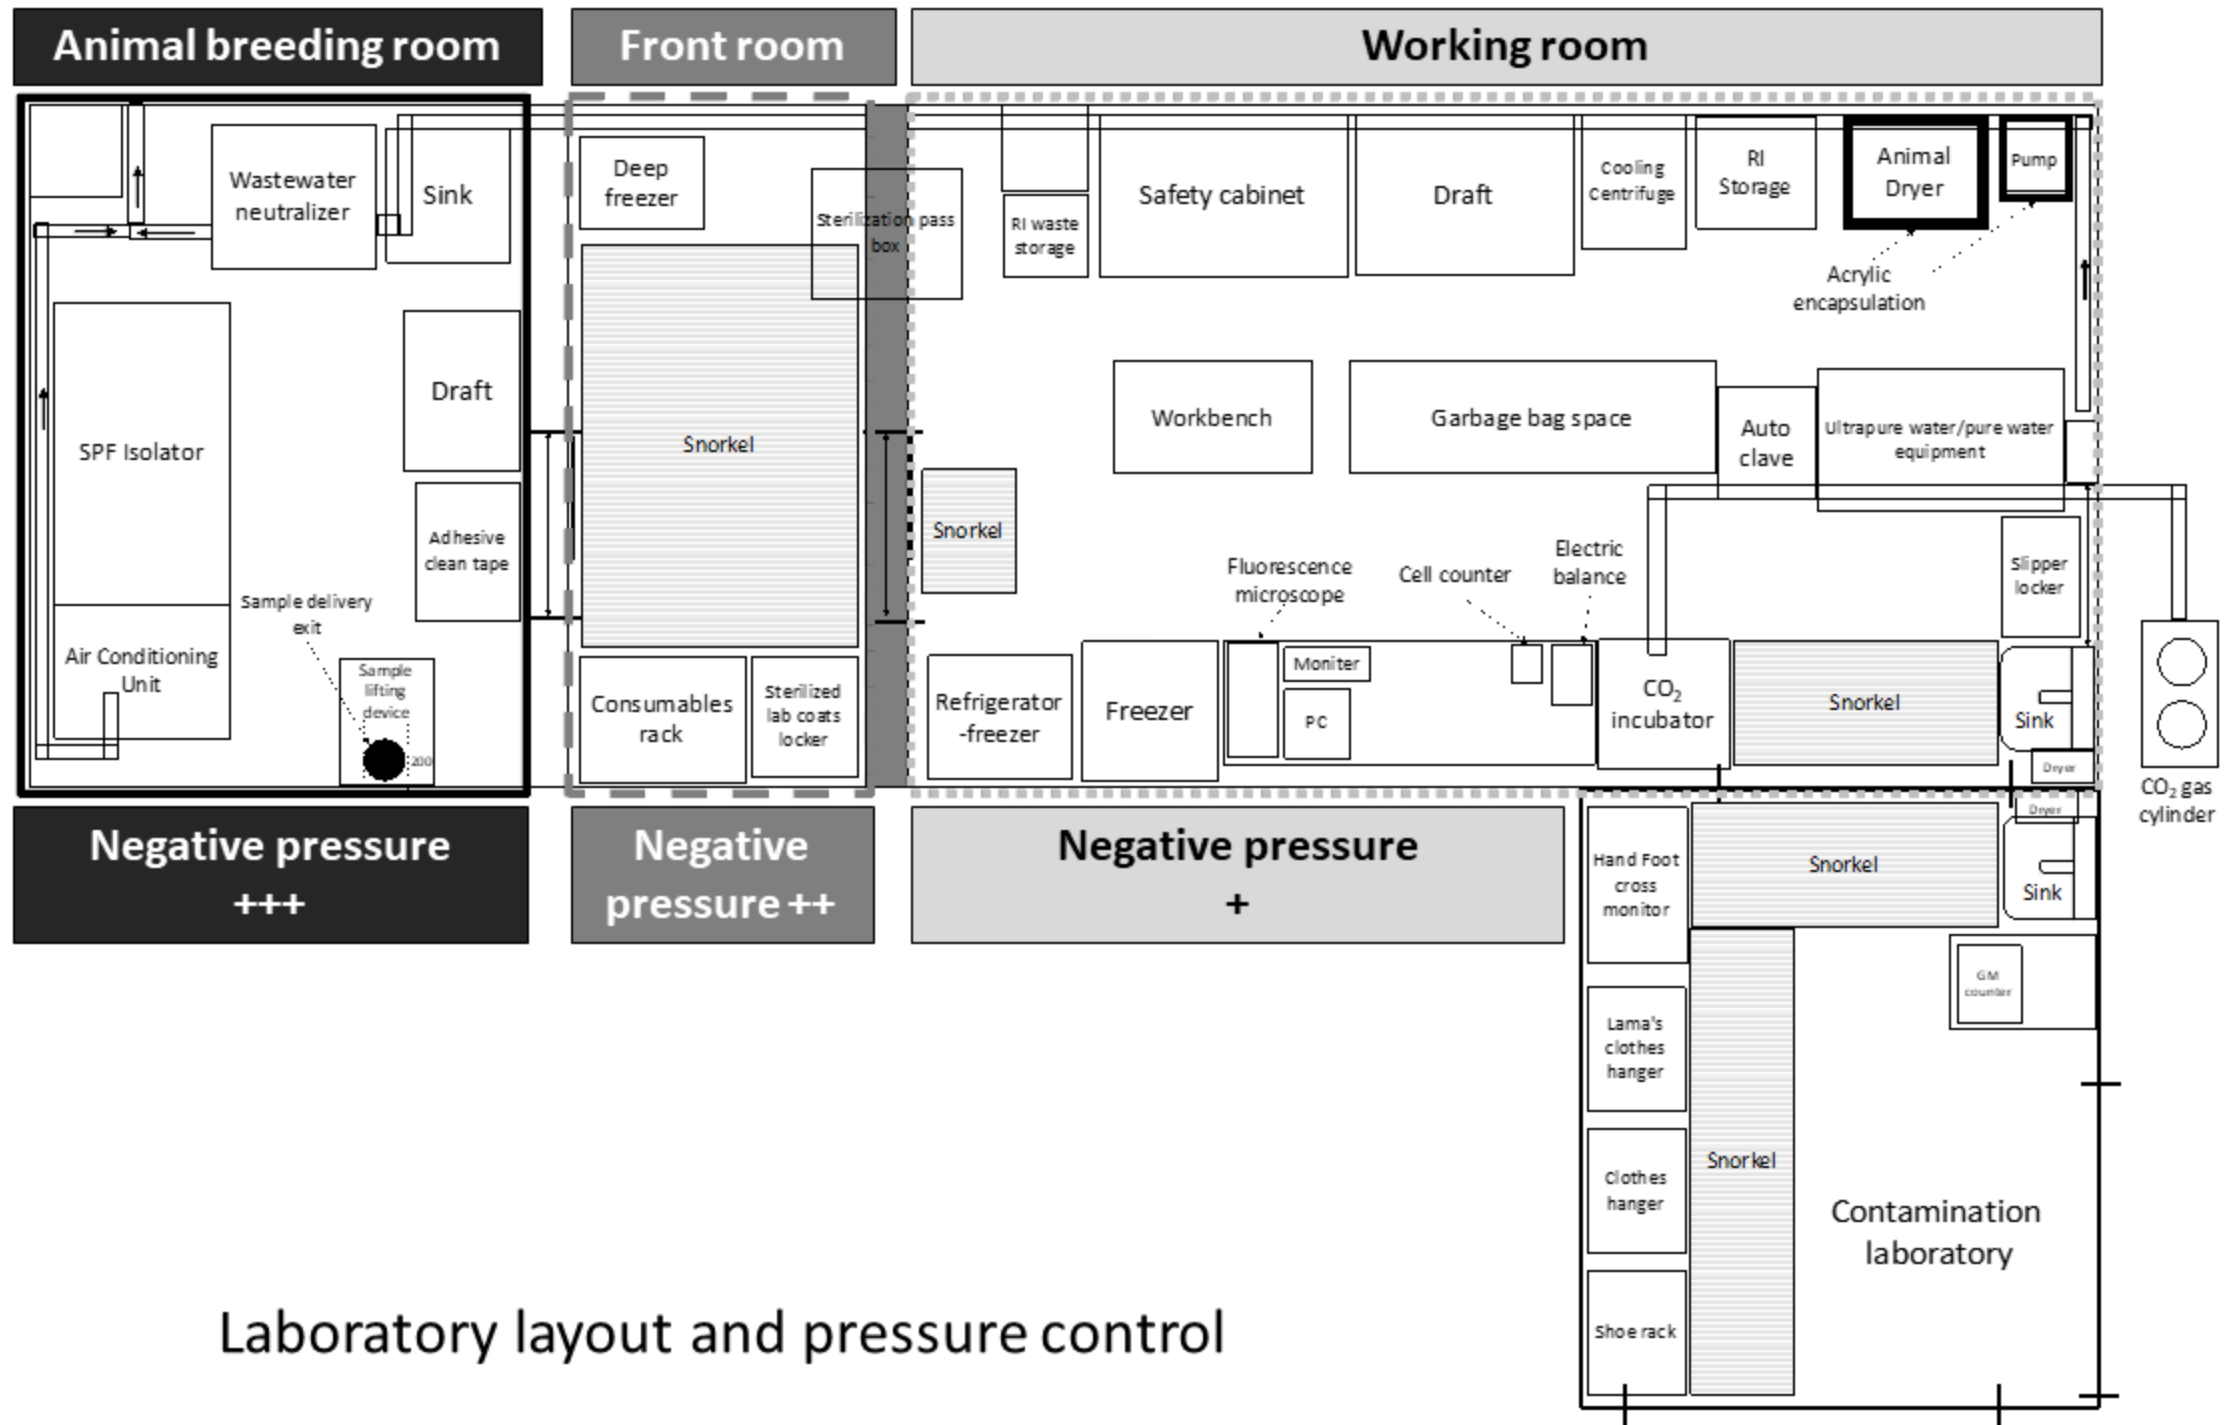 Animal breeding room
Front room
Working room
Wastewater
neutralizer
Sink
SPF Isolator
Draft
Adhesive
clean tape
Sample delivery
exit
Air Conditioning
Unit
Sample
lifting
device
200
Deep
freezer
Sterilization pass
box
Snorkel
Consumables
rack
Sterilized
lab coats
locker
RI waste
storage
Safety cabinet
Draft
Cooling
Centrifuge
RI
Storage
Animal
Dryer
Pump
Acrylic
encapsulation
Workbench
Garbage bag space
Auto
clave
Ultrapure water/pure water
equipment
Snorkel
Fluorescence
microscope
Cell counter
Electric
balance
Slipper
locker
Refrigerator
-freezer
Freezer
Moniter
PC
CO₂
incubator
Snorkel
Sink
Dryer
CO₂ gas
cylinder
Negative pressure
+++
Negative
pressure ++
Negative pressure
+
Hand Foot
cross
monitor
Snorkel
Dryer
Sink
GM
counter
Lama's
clothes
hanger
Clothes
hanger
Snorkel
Shoe rack
Contamination
laboratory
Laboratory layout and pressure control